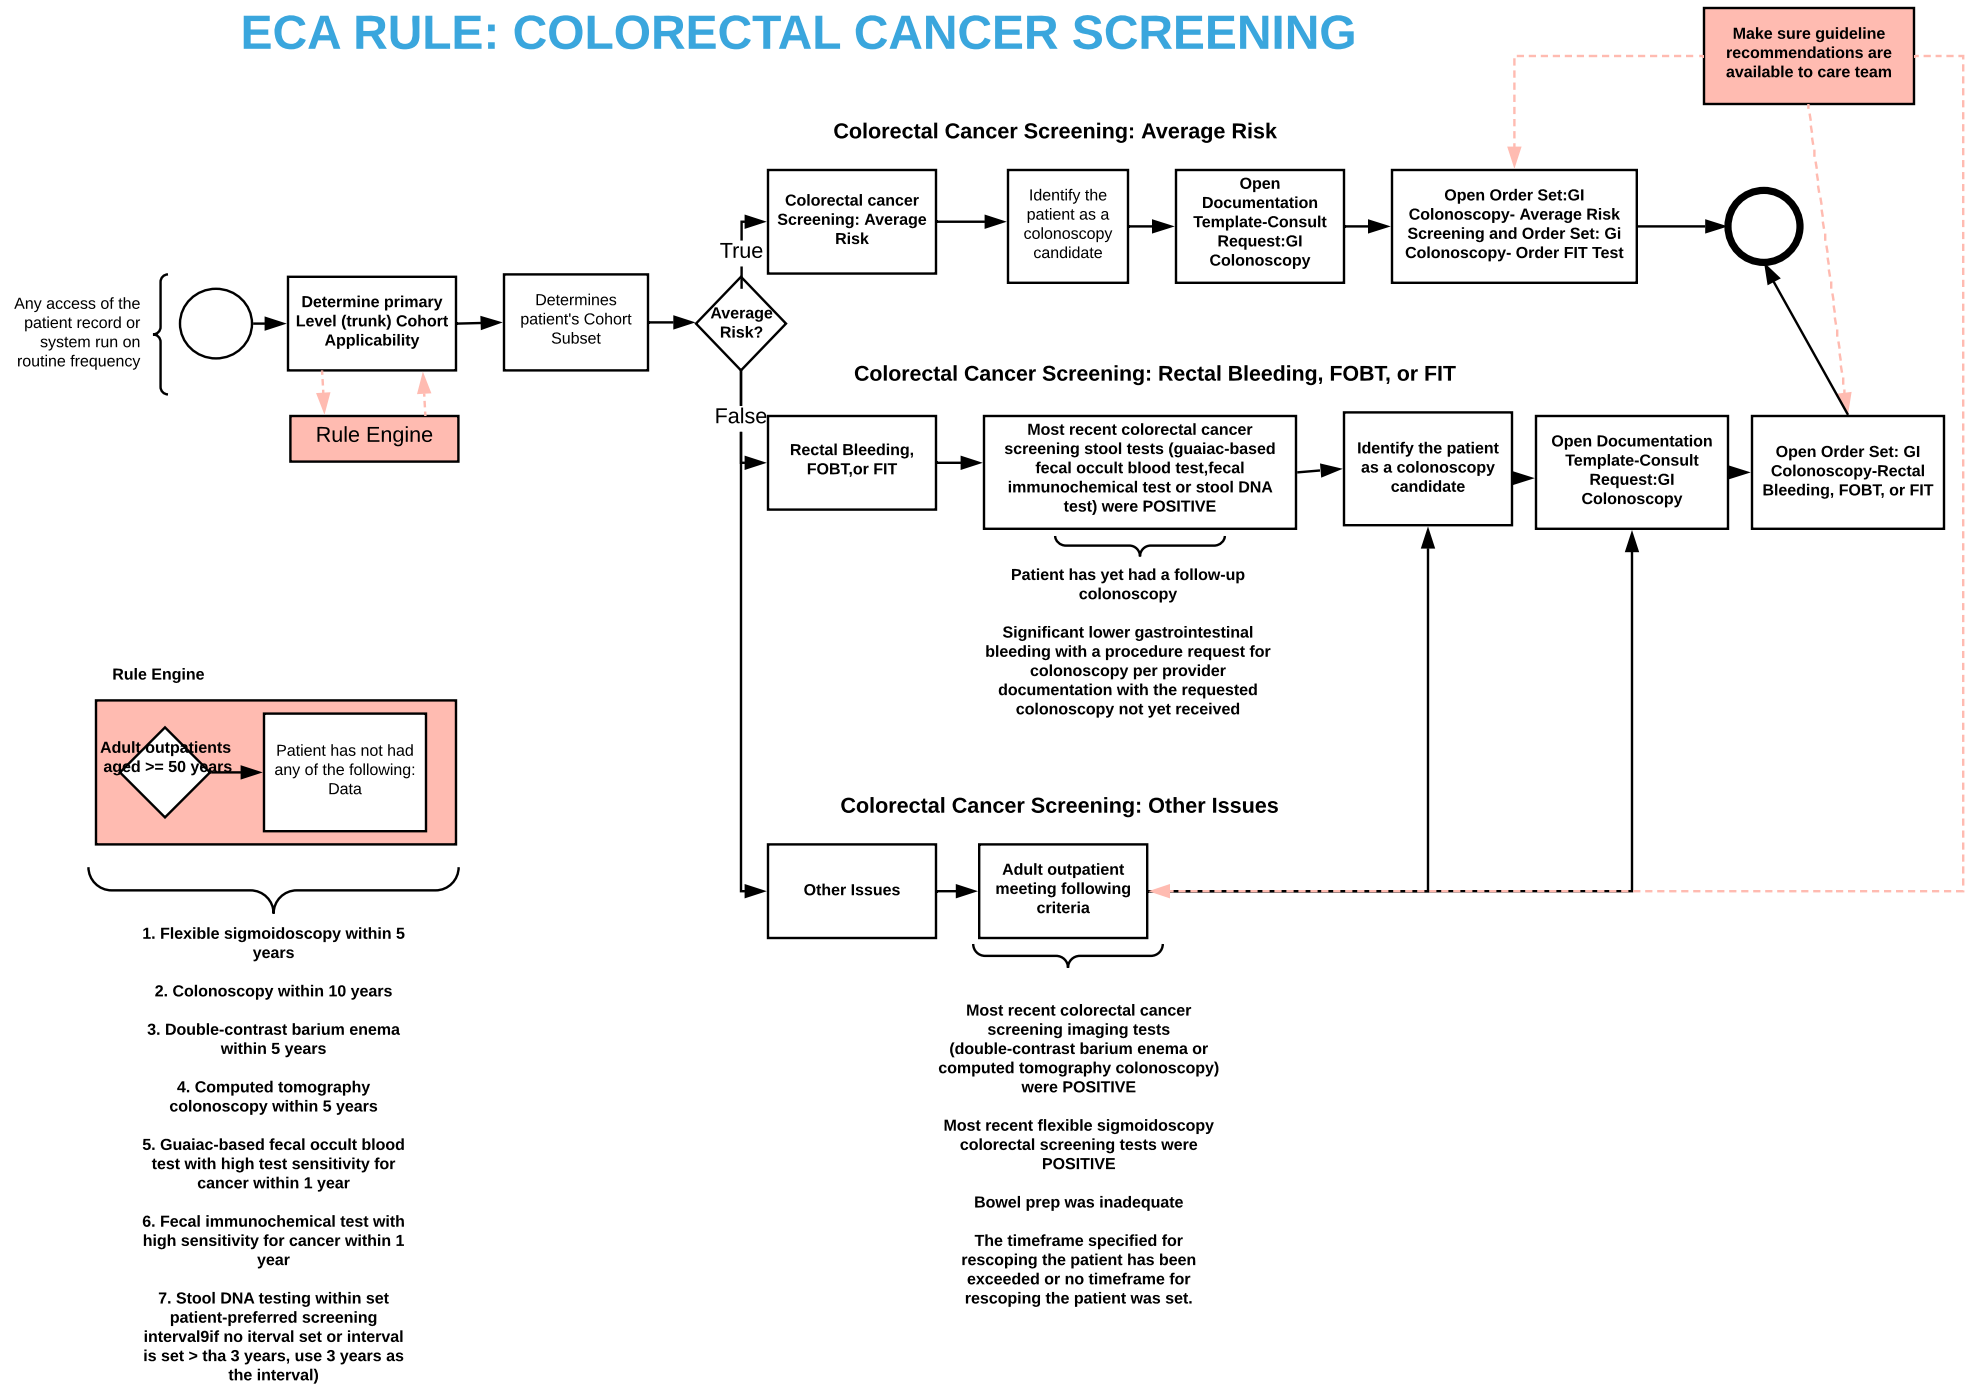 ECA RULE: COLORECTAL CANCER SCREENING
Make sure guideline
recommendations are
available to care team
Colorectal Cancer Screening: Average Risk
Colorectal cancer
Screening: Average
Risk
Identify the
patient as a
colonoscopy
candidate
Open
Documentation
Template-Consult
Request:GI
Colonoscopy
Open Order Set:GI
Colonoscopy- Average Risk
Screening and Order Set: Gi
Colonoscopy- Order FIT Test
True
Any access of the
patient record or
system run on
routine frequency
Determine primary
Level (trunk) Cohort
Applicability
Determines
patient's Cohort
Subset
Average
Risk?
Rule Engine
Colorectal Cancer Screening: Rectal Bleeding, FOBT, or FIT
False
Rectal Bleeding,
FOBT,or FIT
Most recent colorectal cancer
screening stool tests (guaiac-based
fecal occult blood test,fecal
immunochemical test or stool DNA
test) were POSITIVE
Identify the patient
as a colonoscopy
candidate
Open Documentation
Template-Consult
Request:GI
Colonoscopy
Open Order Set: GI
Colonoscopy-Rectal
Bleeding, FOBT, or FIT
Patient has yet had a follow-up
colonoscopy
Significant lower gastrointestinal
bleeding with a procedure request for
colonoscopy per provider
documentation with the requested
colonoscopy not yet received
Rule Engine
Adult outpatients
aged >= 50 years
Patient has not had
any of the following:
Data
1. Flexible sigmoidoscopy within 5
years
2. Colonoscopy within 10 years
3. Double-contrast barium enema
within 5 years
4. Computed tomography
colonoscopy within 5 years
5. Guaiac-based fecal occult blood
test with high test sensitivity for
cancer within 1 year
6. Fecal immunochemical test with
high sensitivity for cancer within 1
year
7. Stool DNA testing within set
patient-preferred screening
interval9if no iterval set or interval
is set > tha 3 years, use 3 years as
the interval)
Colorectal Cancer Screening: Other Issues
Other Issues
Adult outpatient
meeting following
criteria
Most recent colorectal cancer
screening imaging tests
(double-contrast barium enema or
computed tomography colonoscopy)
were POSITIVE
Most recent flexible sigmoidoscopy
colorectal screening tests were
POSITIVE
Bowel prep was inadequate
The timeframe specified for
rescoping the patient has been
exceeded or no timeframe for
rescoping the patient was set.